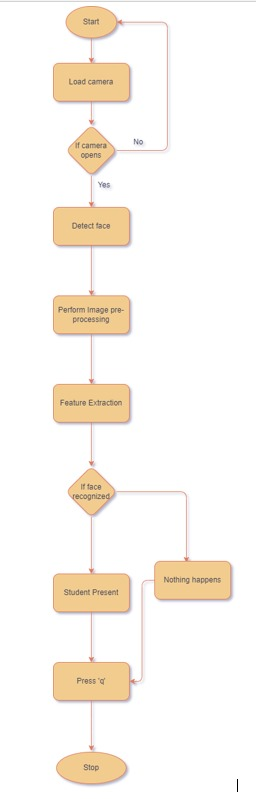 Start
Load camera
If camera
opens
No
Yes
Detect face
Perform Image pre-
processing
Feature Extraction
If face
recognized
Nothing happens
Student Present
Press 'q'
Stop